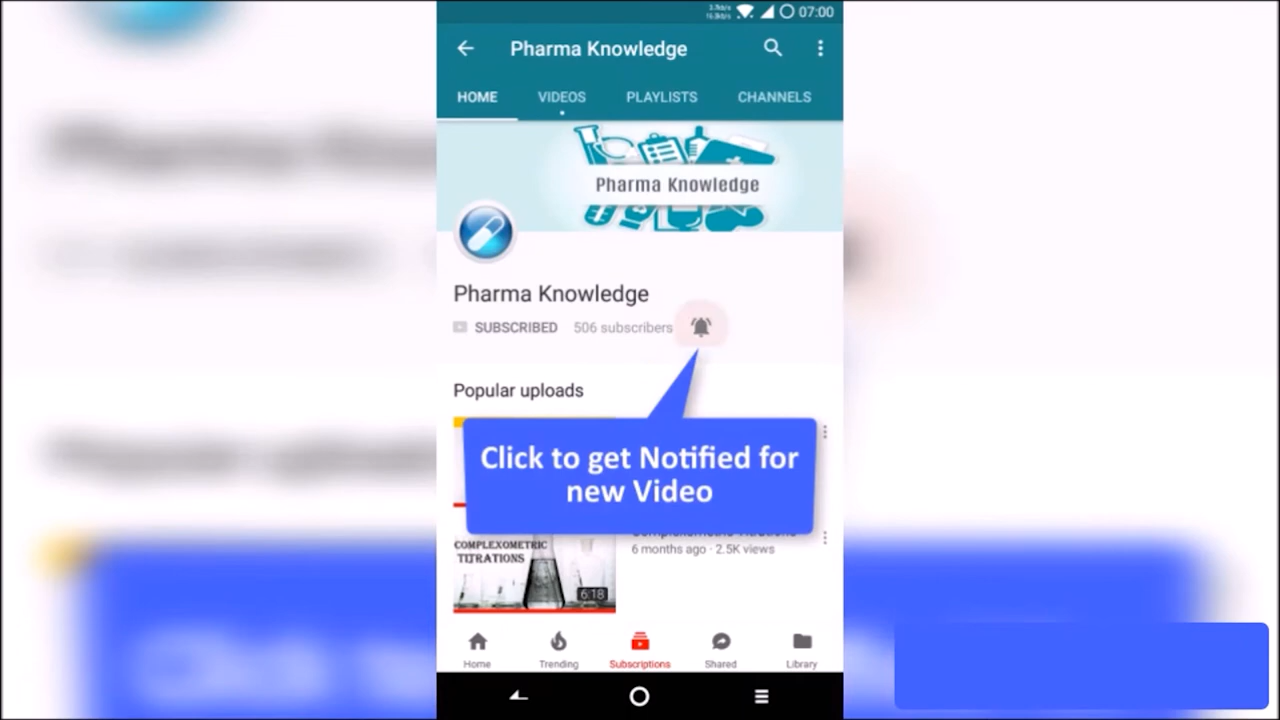 07:00
Pharma Knowledge
HOME VIDEOS PLAYLISTS CHANNELS
Pharma Knowledge
Pharma Knowledge
SUBSCRIBED 506 subscribers
Popular uploads
Click to get Notified for
new Video
COMPLEXOMETRIC
TITRATIONS
6:18
6 months ago · 2.5K views
Home Trending Subscriptions Shared Library